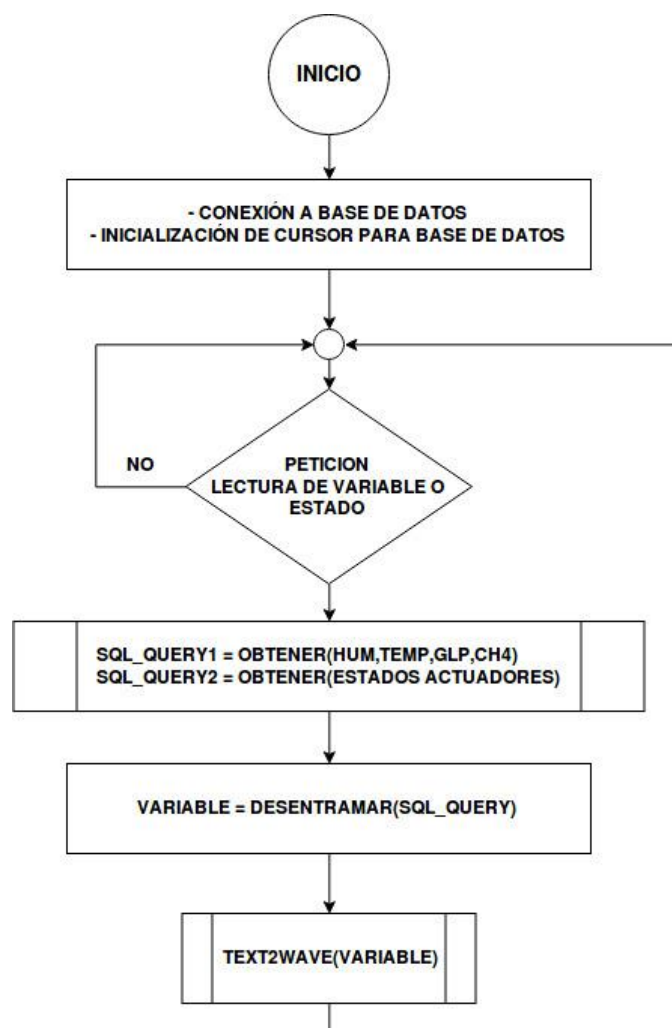 INICIO
- CONEXIÓN A BASE DE DATOS
- INICIALIZACIÓN DE CURSOR PARA BASE DE DATOS
NO
PETICION
LECTURA DE VARIABLE O
ESTADO
SQL_QUERY1 = OBTENER(HUM,TEMP,GLP,CH4)
SQL_QUERY2 = OBTENER(ESTADOS ACTUADORES)
VARIABLE = DESENTRAMAR(SQL_QUERY)
TEXT2WAVE(VARIABLE)